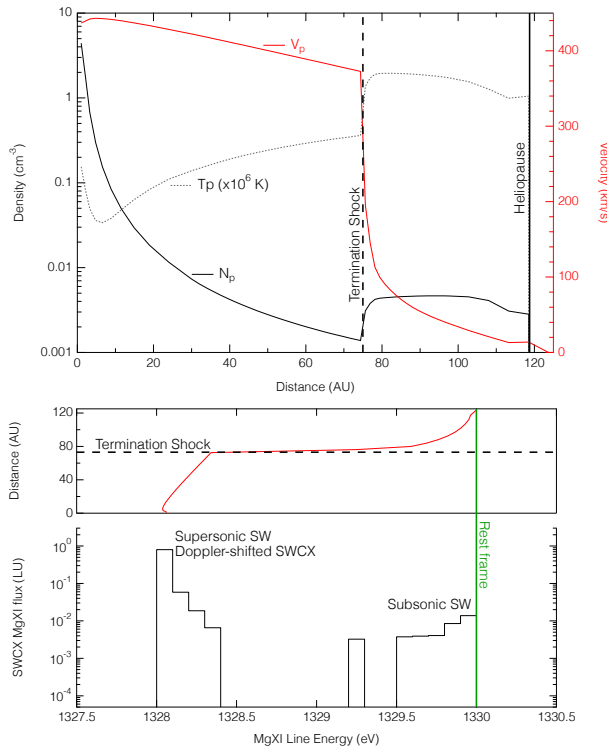 10
1
0.1
0.01
0.001
Density (cm-3)
Vp
Tp (x10^6 K)
Np
Termination Shock
Heliopause
400
300
200
100
0
velocity (km/s)
0
20
40
60
80
100
120
Distance (AU)
120
80
40
0
Distance (AU)
Termination Shock
10^0
10^-1
10^-2
10^-3
10^-4
SWCX MgXI flux (LU)
Supersonic SW
Doppler-shifted SWCX
Subsonic SW
Rest frame
1327.5
1328
1328.5
1329
1329.5
1330
1330.5
MgXI Line Energy (eV)